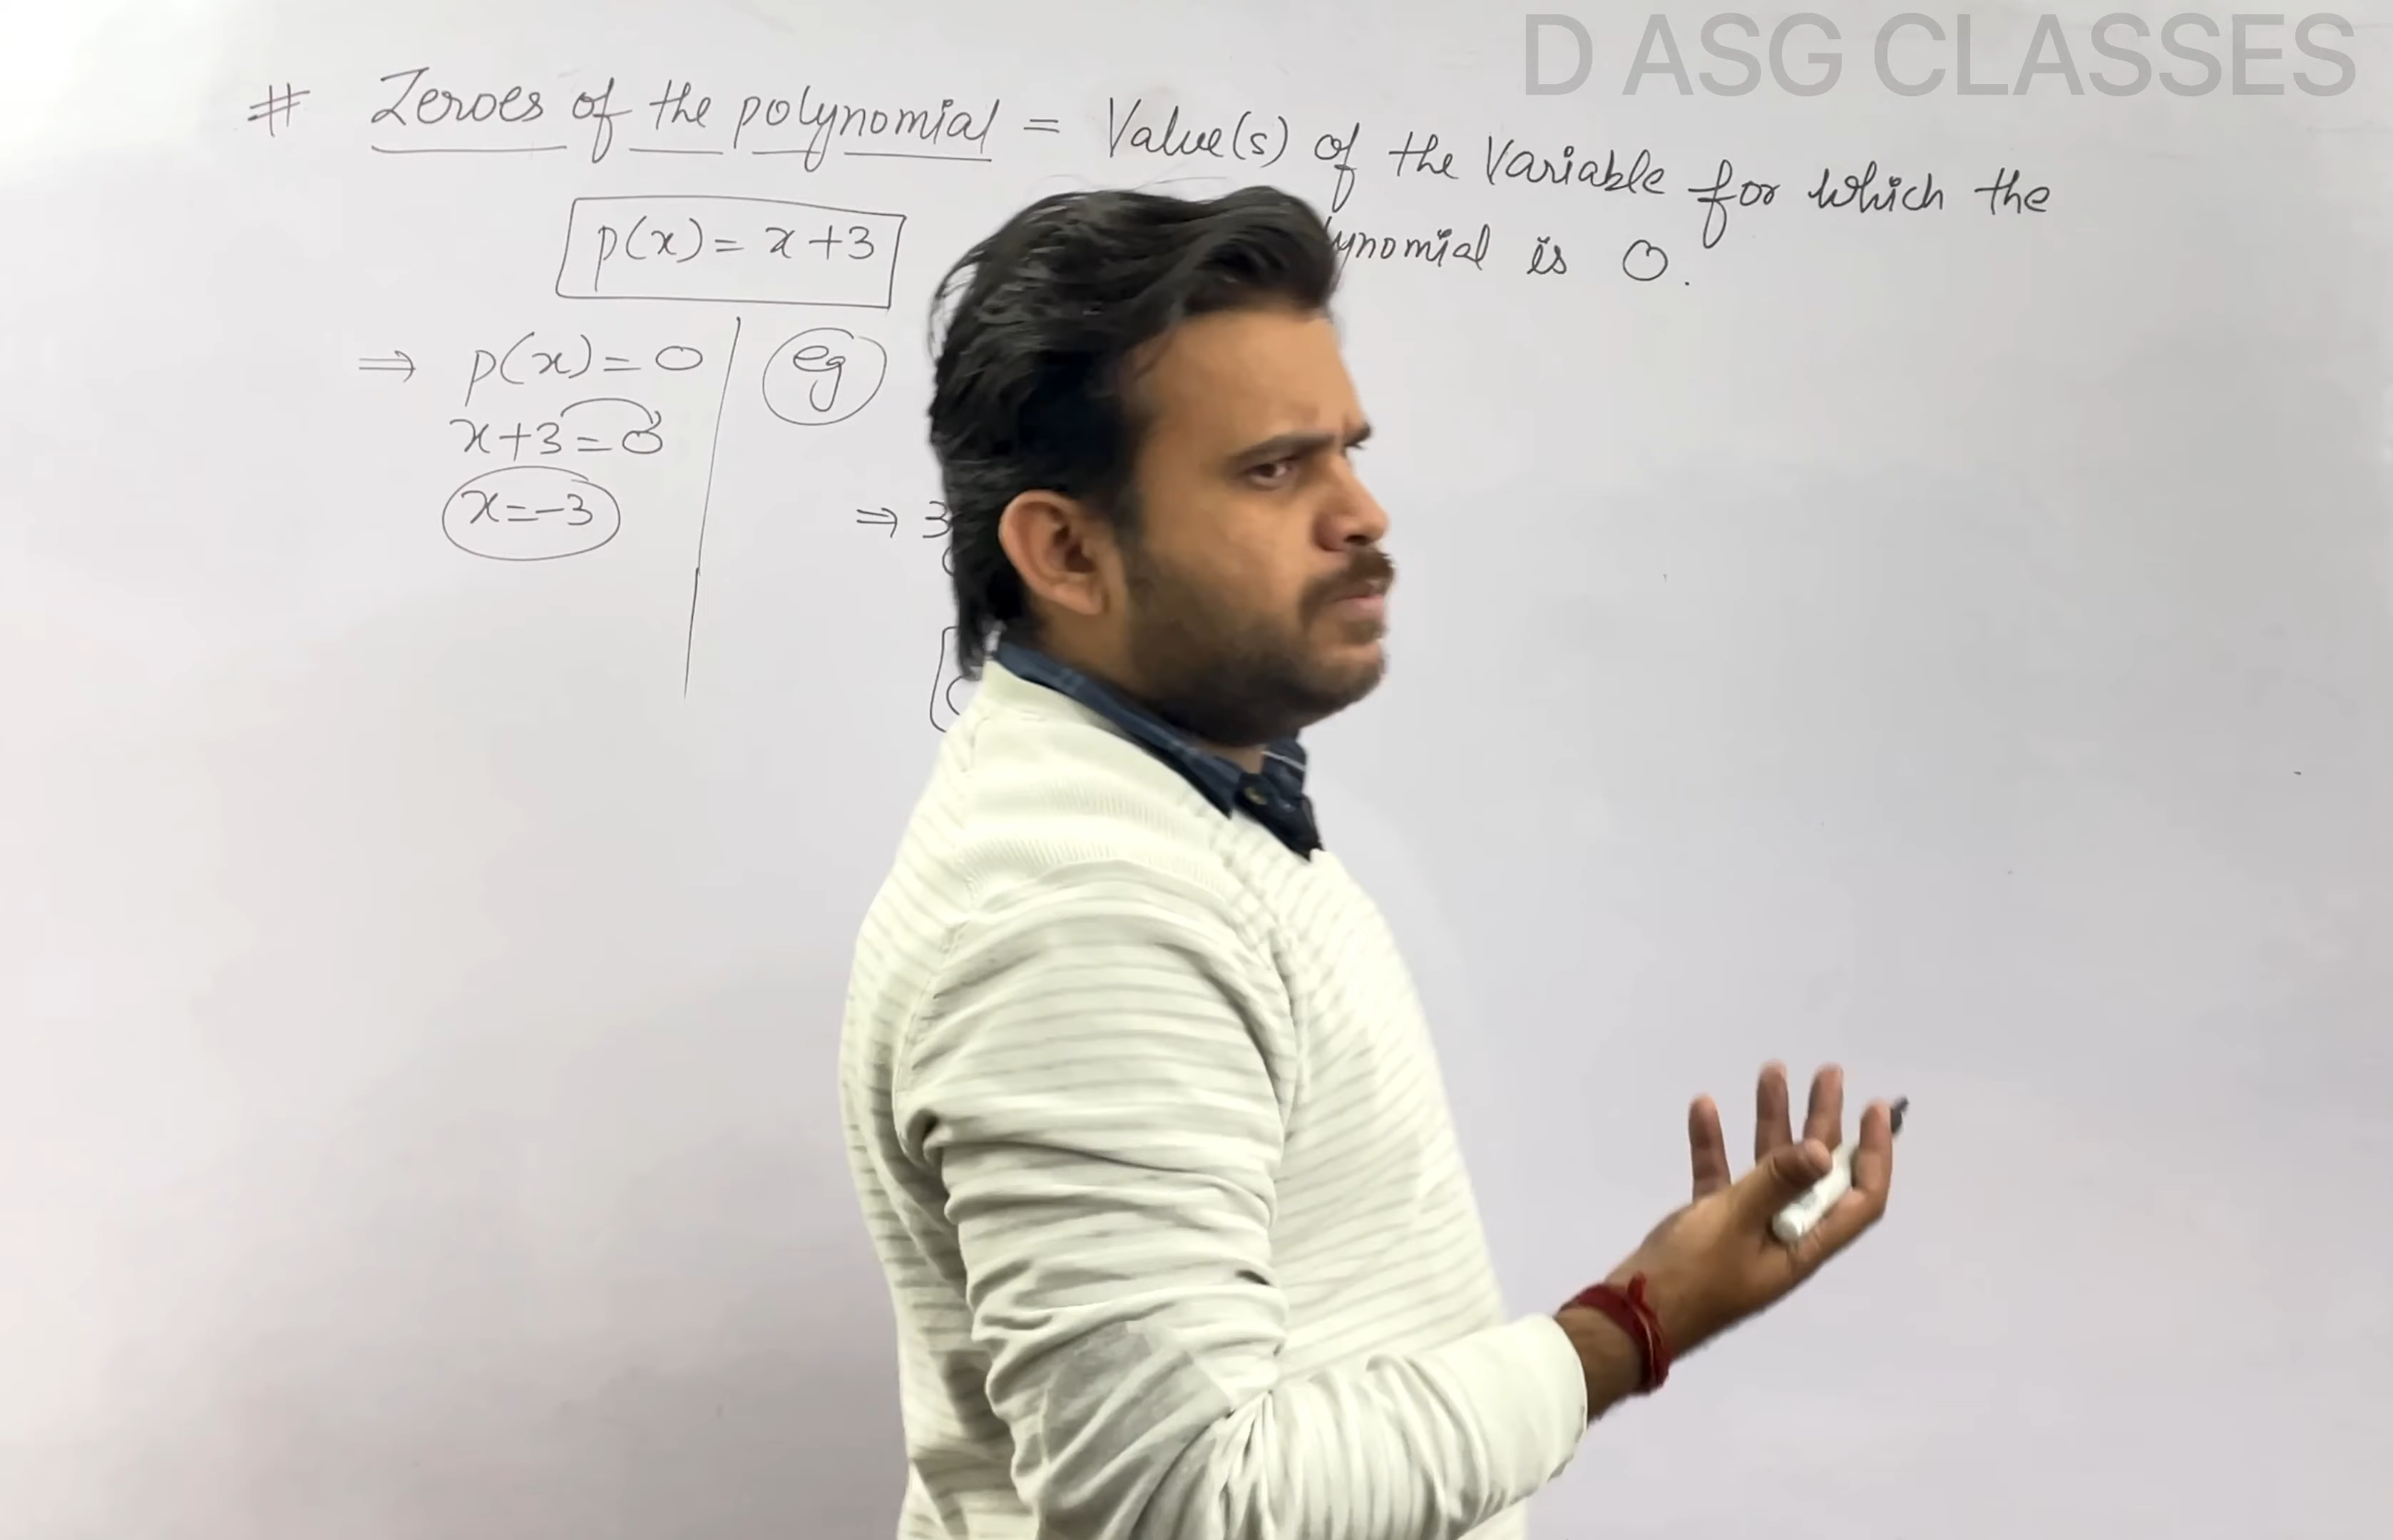 D ASG CLASSES
# Zeroes of the polynomial = Value(s) of the Variable for which the
ynomial is 0.
p(x) = x+3
⇒ p(x) = 0
x+3 = 0
x = -3
eg
⇒ 3